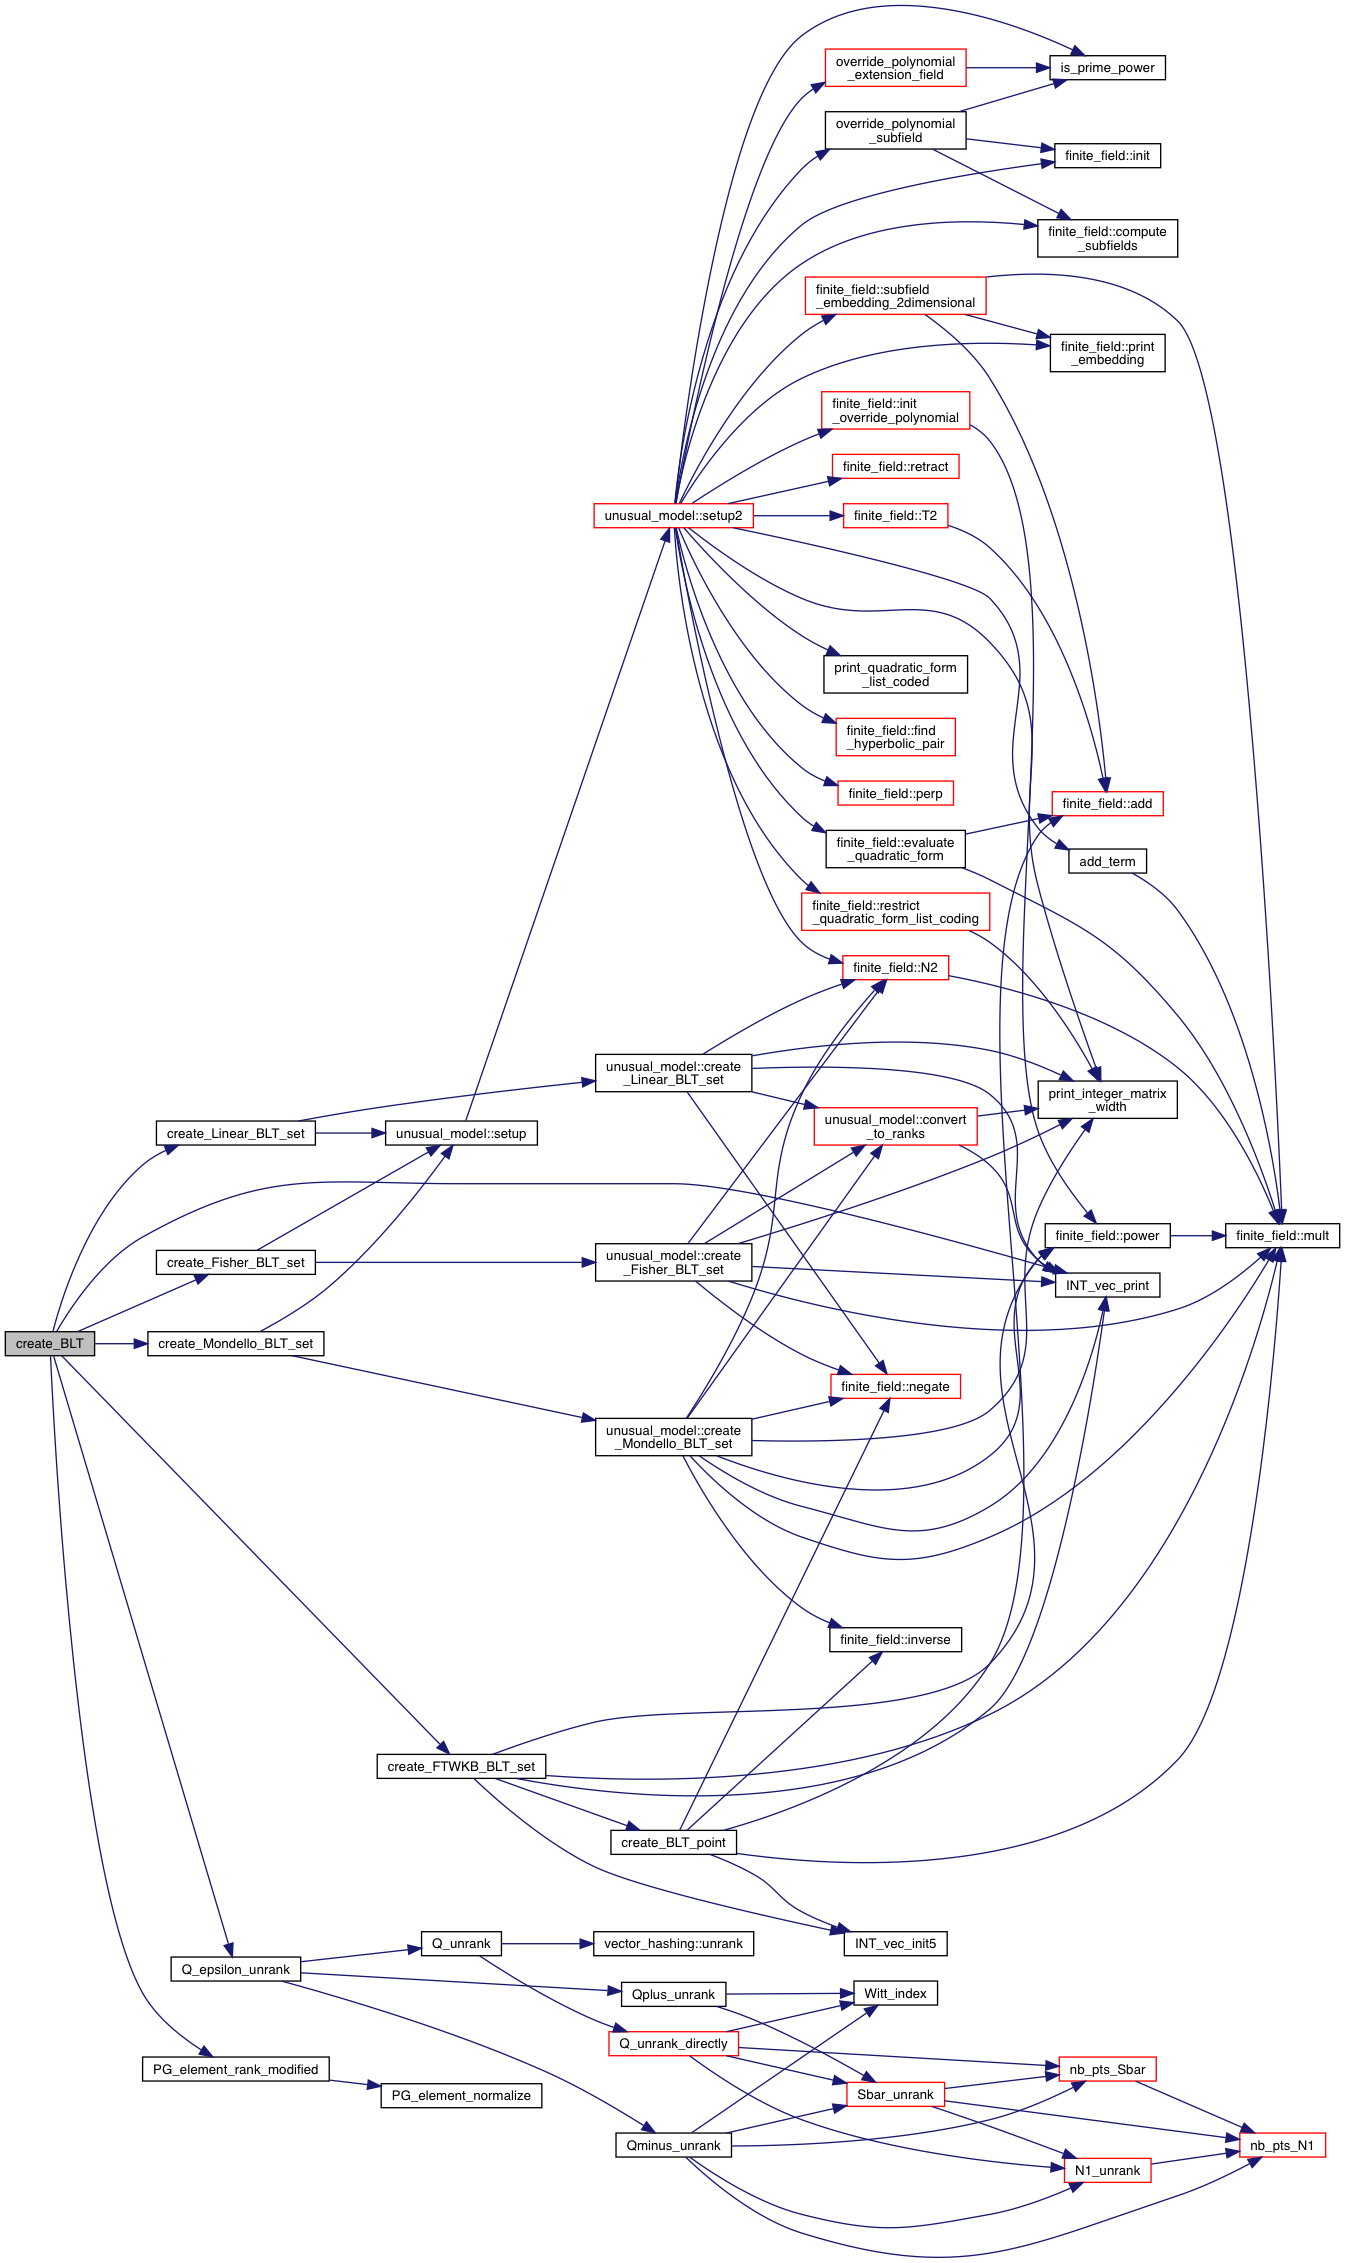 override_polynomial
_extension_field
is_prime_power
override_polynomial
_subfield
finite_field::init
finite_field::compute
_subfields
finite_field::subfield
_embedding_2dimensional
finite_field::print
_embedding
finite_field::init
_override_polynomial
finite_field::retract
unusual_model::setup2
finite_field::T2
print_quadratic_form
_list_coded
finite_field::find
_hyperbolic_pair
finite_field::perp
finite_field::add
finite_field::evaluate
_quadratic_form
add_term
finite_field::restrict
_quadratic_form_list_coding
finite_field::N2
unusual_model::create
_Linear_BLT_set
print_integer_matrix
_width
create_Linear_BLT_set
unusual_model::setup
unusual_model::convert
_to_ranks
finite_field::power
finite_field::mult
create_Fisher_BLT_set
unusual_model::create
_Fisher_BLT_set
INT_vec_print
create_BLT
create_Mondello_BLT_set
finite_field::negate
unusual_model::create
_Mondello_BLT_set
finite_field::inverse
create_FTWKB_BLT_set
create_BLT_point
Q_unrank
vector_hashing::unrank
INT_vec_init5
Q_epsilon_unrank
Qplus_unrank
Witt_index
Q_unrank_directly
PG_element_rank_modified
nb_pts_Sbar
PG_element_normalize
Sbar_unrank
Qminus_unrank
nb_pts_N1
N1_unrank